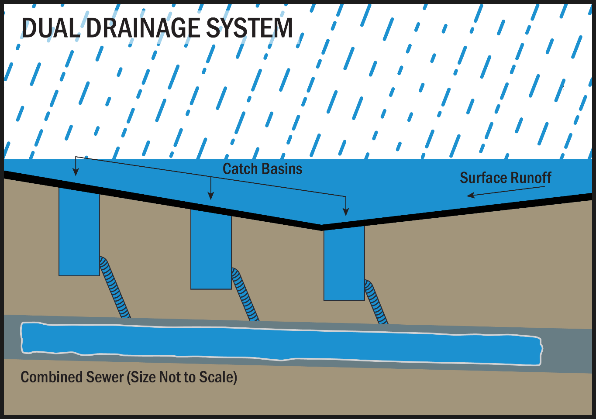 DUAL DRAINAGE SYSTEM
Catch Basins
Surface Runoff
Combined Sewer (Size Not to Scale)